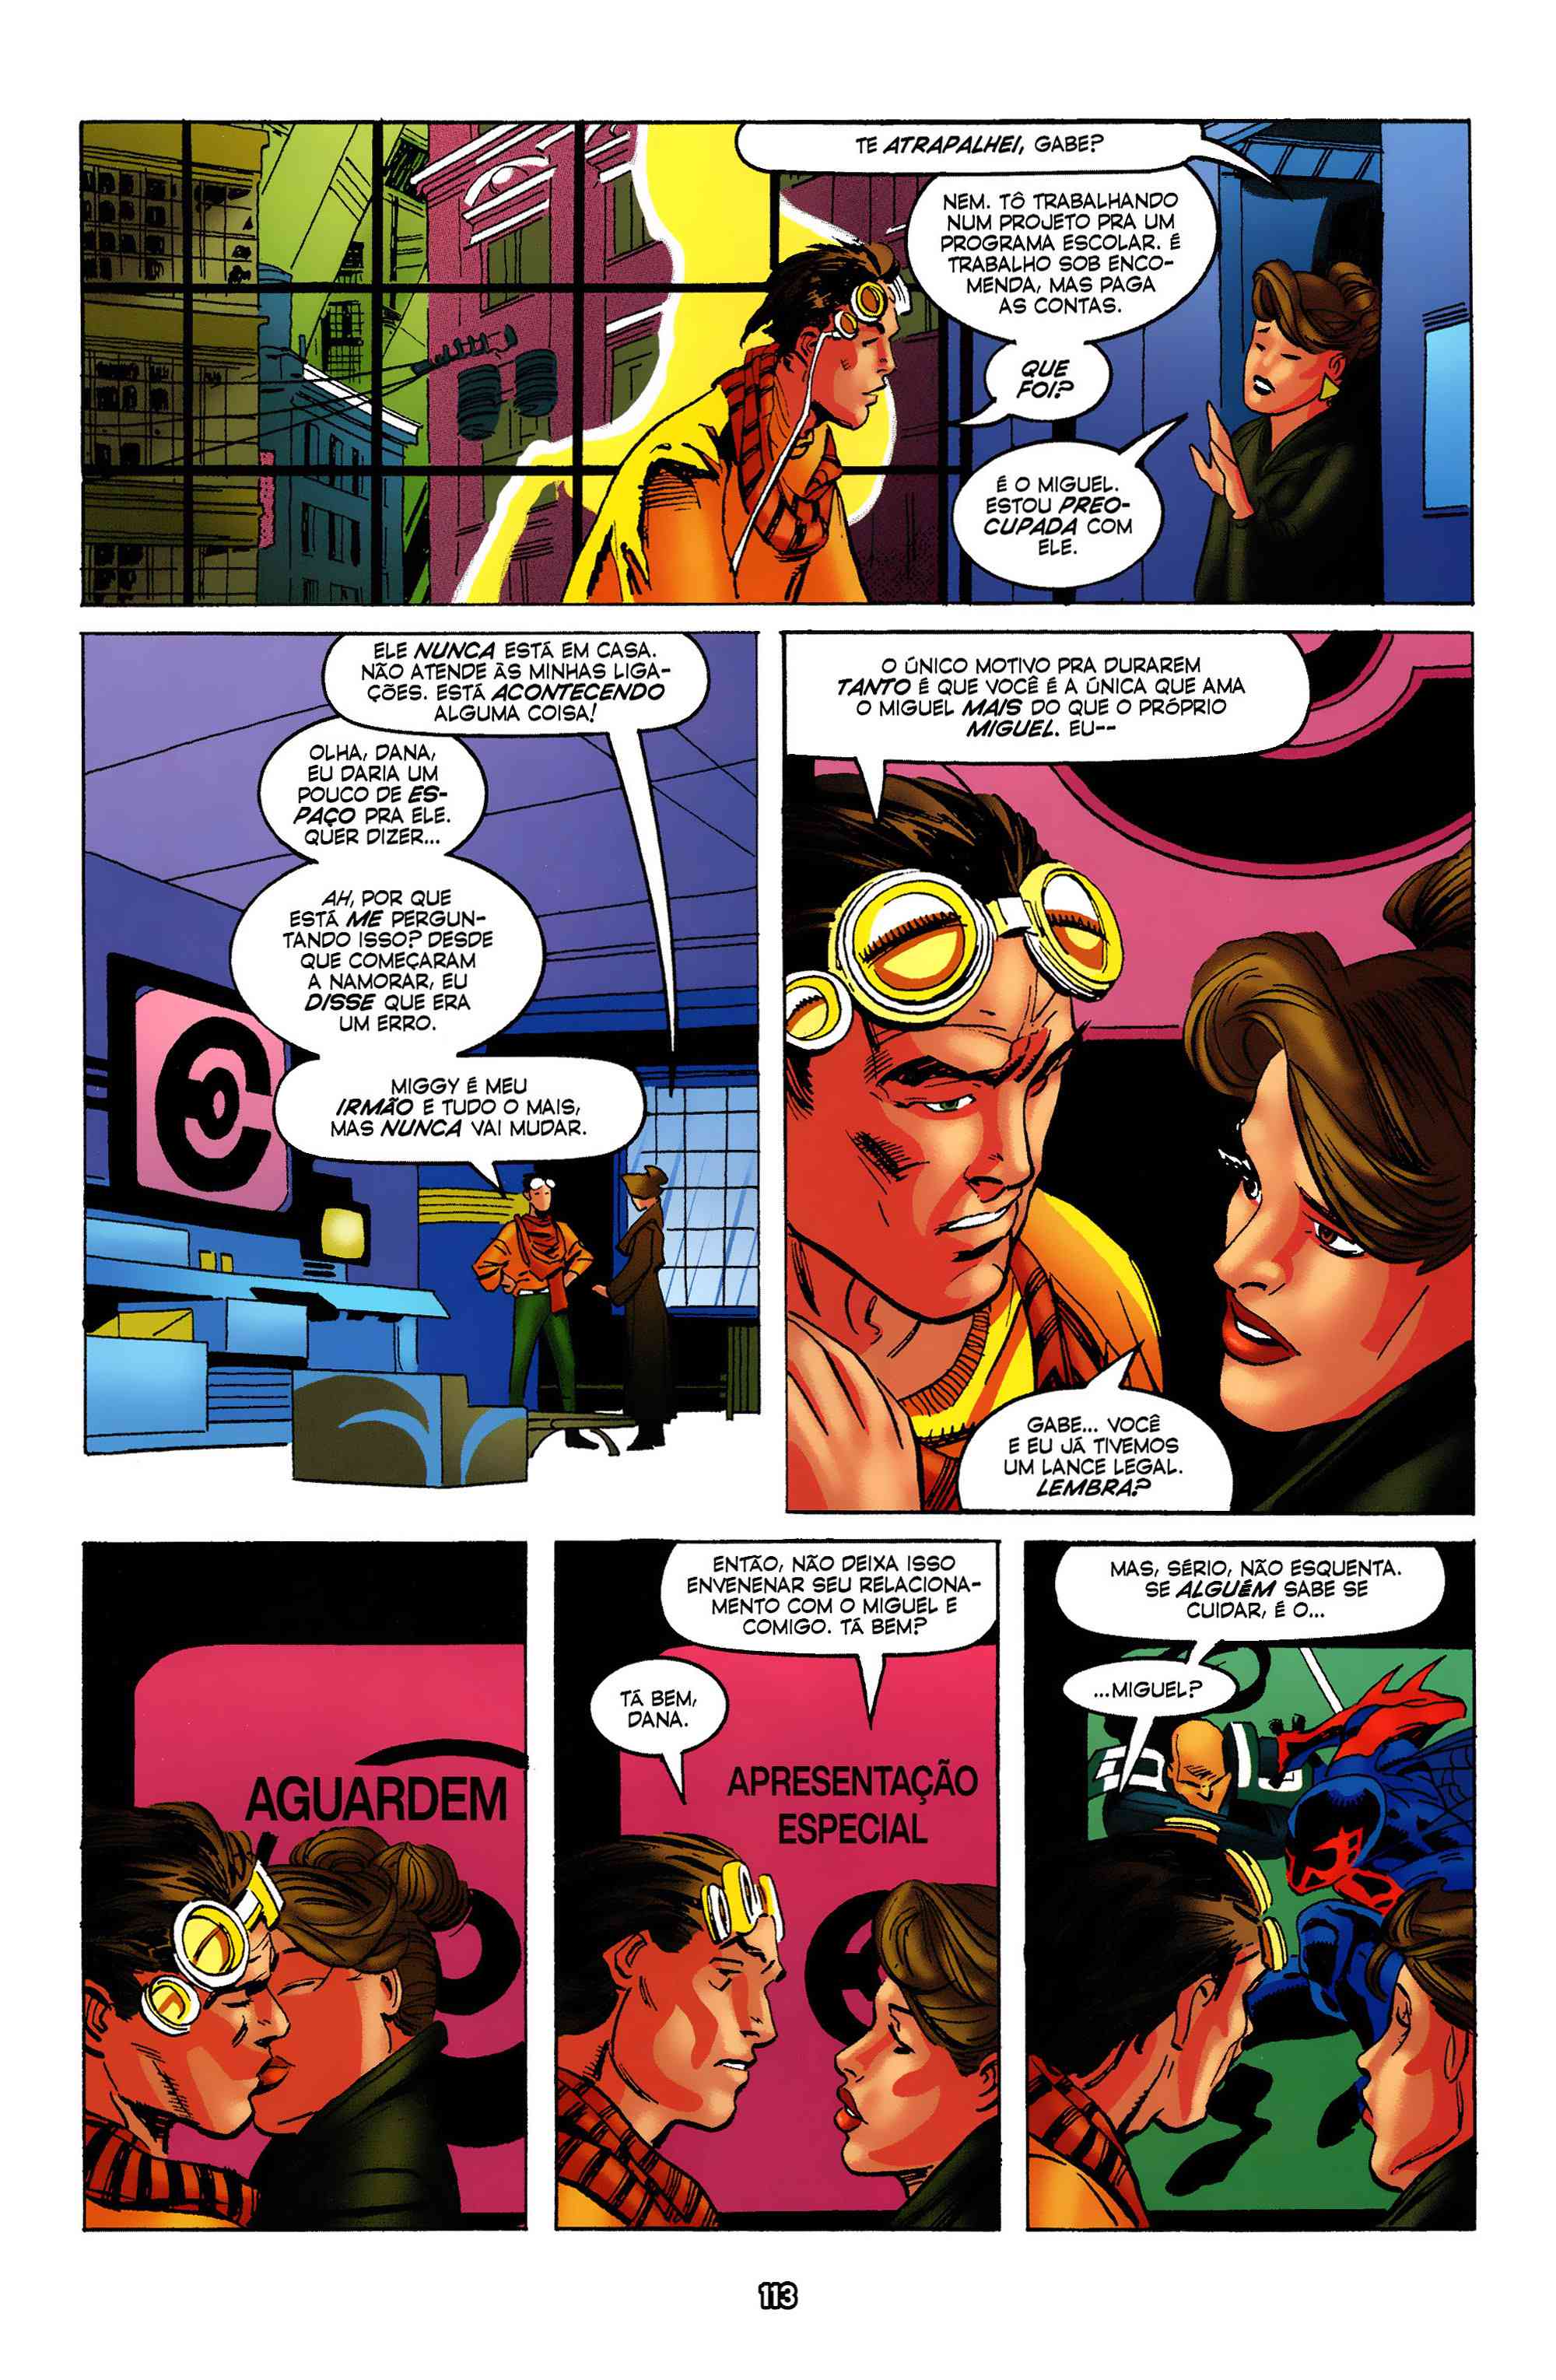 TE ATRAPALHEI, GABE?
NEM. TÔ TRABALHANDO
NUM PROJETO PRA UM
PROGRAMA ESCOLAR. É
TRABALHO SOB ENCO-
MENDA, MAS PAGA
AS CONTAS.
QUE
FOI?
É O MIGUEL.
ESTOU PREO-
CUPADA COM
ELE.
ELE NUNCA ESTÁ EM CASA.
NÃO ATENDE ÀS MINHAS LIGA-
ÇÕES. ESTÁ ACONTECENDO
ALGUMA COISA!
OLHA, DANA,
EU DARIA UM
POUCO DE ES-
PAÇO PRA ELE.
QUER DIZER...
AH, POR QUE
ESTÁ ME PERGUN-
TANDO ISSO? DESDE
QUE COMEÇARAM
A NAMORAR, EU
DISSE QUE ERA
UM ERRO.
MIGGY É MEU
IRMÃO E TUDO O MAIS,
MAS NUNCA VAI MUDAR.
O ÚNICO MOTIVO PRA DURAREM
TANTO É QUE VOCÊ É A ÚNICA QUE AMA
O MIGUEL MAIS DO QUE O PRÓPRIO
MIGUEL. EU--
GABE... VOCÊ
E EU JÁ TIVEMOS
UM LANCE LEGAL.
LEMBRA?
AGUARDEM
ENTÃO, NÃO DEIXA ISSO
ENVENENAR SEU RELACIONA-
MENTO COM O MIGUEL E
COMIGO. TÁ BEM?
TÁ BEM,
DANA.
APRESENTAÇÃO
ESPECIAL
MAS, SÉRIO, NÃO ESQUENTA.
SE ALGUÉM SABE SE
CUIDAR, É O...
...MIGUEL?
113